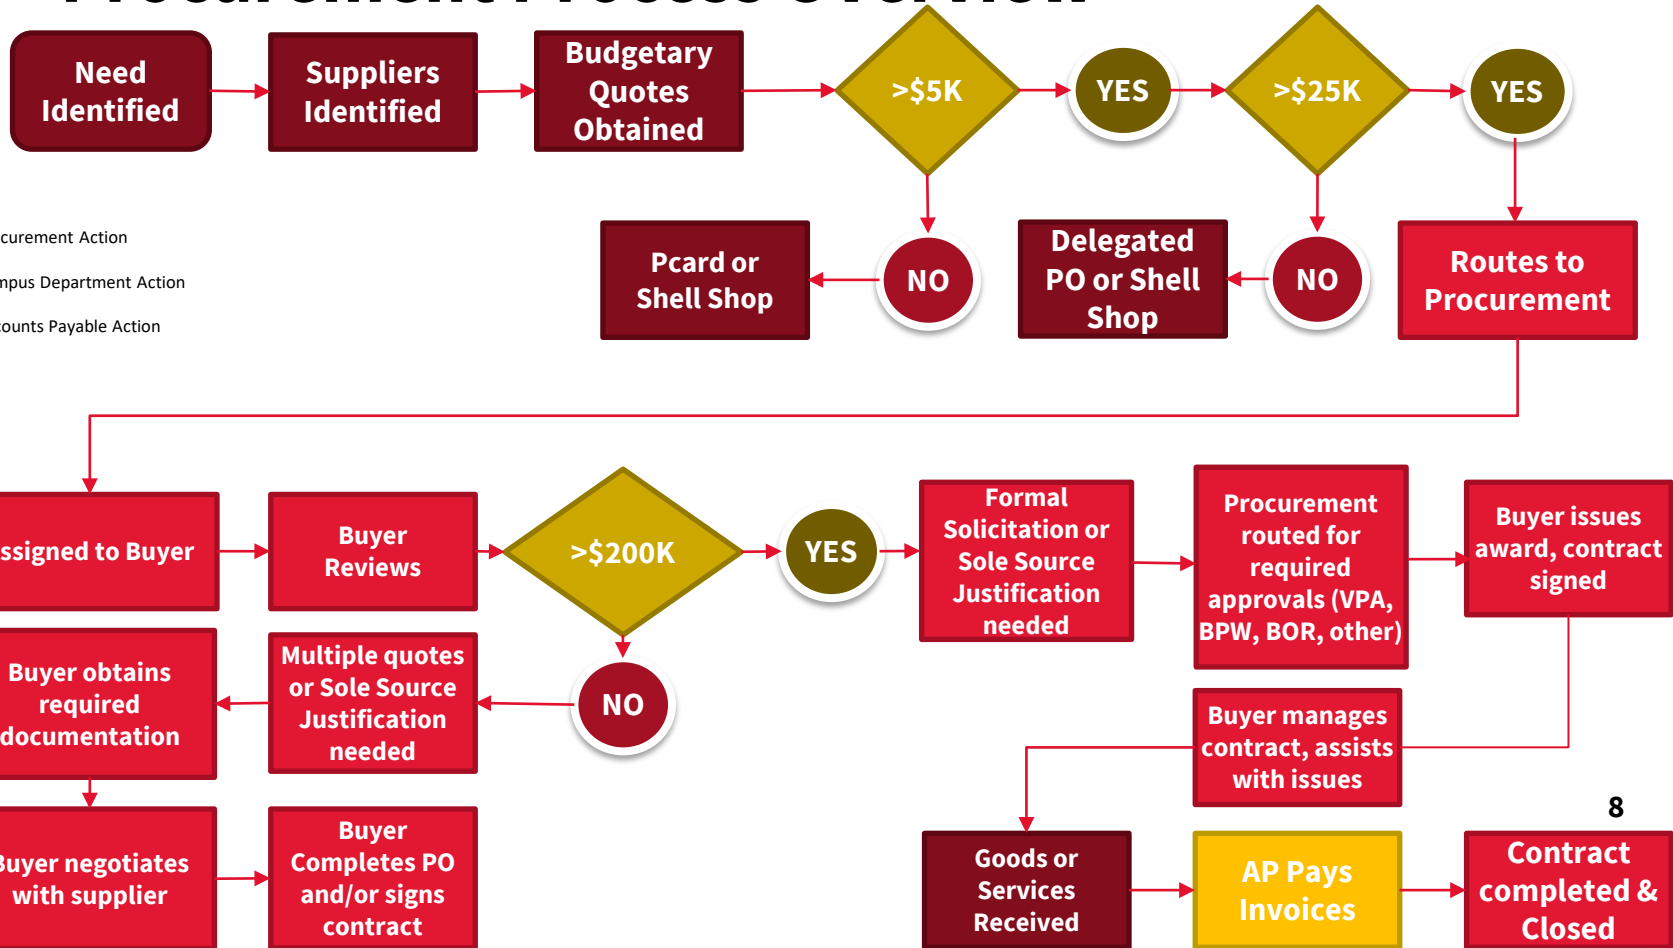 Procurement Process Overview
Need
Identified
Suppliers
Identified
Budgetary
Quotes
Obtained
>$5K
YES
>$25K
YES
curement Action
mpus Department Action
counts Payable Action
Pcard or
Shell Shop
NO
Delegated
PO or Shell
Shop
NO
Routes to
Procurement
ssigned to Buyer
Buyer
Reviews
>$200K
YES
Formal
Solicitation or
Sole Source
Justification
needed
Procurement
routed for
required
approvals (VPA,
BPW, BOR, other)
Buyer issues
award, contract
signed
Buyer obtains
required
documentation
Multiple quotes
or Sole Source
Justification
needed
NO
Buyer manages
contract, assists
with issues
8
Buyer negotiates
with supplier
Buyer
Completes PO
and/or signs
contract
Goods or
Services
Received
AP Pays
Invoices
Contract
completed &
Closed